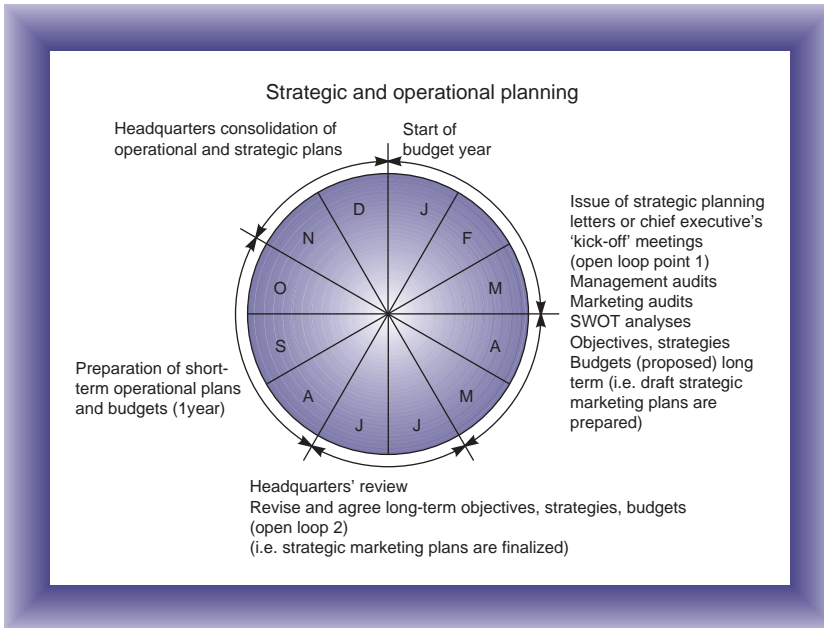 Strategic and operational planning
Headquarters consolidation of
operational and strategic plans
Start of
budget year
Issue of strategic planning
letters or chief executive's
'kick-off' meetings
(open loop point 1)
Management audits
Marketing audits
SWOT analyses
Objectives, strategies
Budgets (proposed) long
term (i.e. draft strategic
marketing plans are
prepared)
J
F
M
A
M
J
J
A
S
O
N
D
Preparation of short-
term operational plans
and budgets (1year)
Headquarters' review
Revise and agree long-term objectives, strategies, budgets
(open loop 2)
(i.e. strategic marketing plans are finalized)